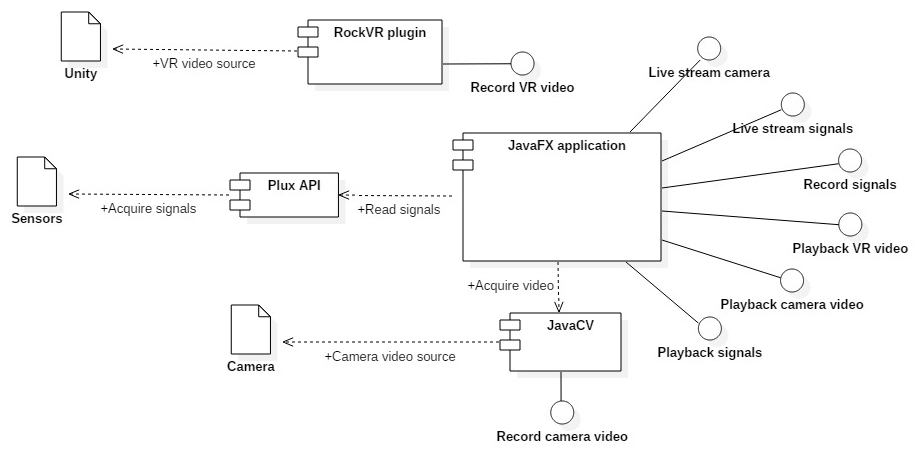 RockVR plugin
Unity
+VR video source
Record VR video
Live stream camera
Live stream signals
JavaFX application
Record signals
Plux API
Sensors
+Acquire signals
+Read signals
Playback VR video
+Acquire video
Playback camera video
JavaCV
Playback signals
Camera
+Camera video source
Record camera video